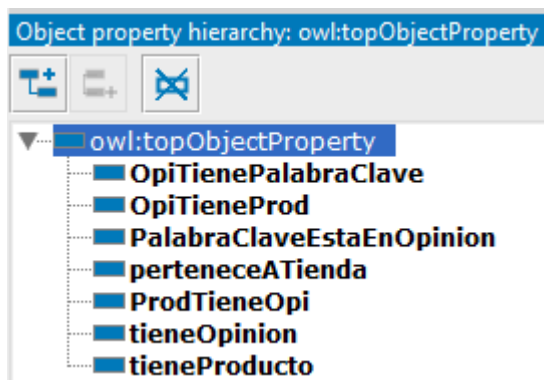 Object property hierarchy: owl:topObjectProperty
owl:topObjectProperty
OpiTienePalabraClave
OpiTieneProd
PalabraClaveEstaEnOpinion
perteneceATienda
ProdTieneOpi
tieneOpinion
tieneProducto